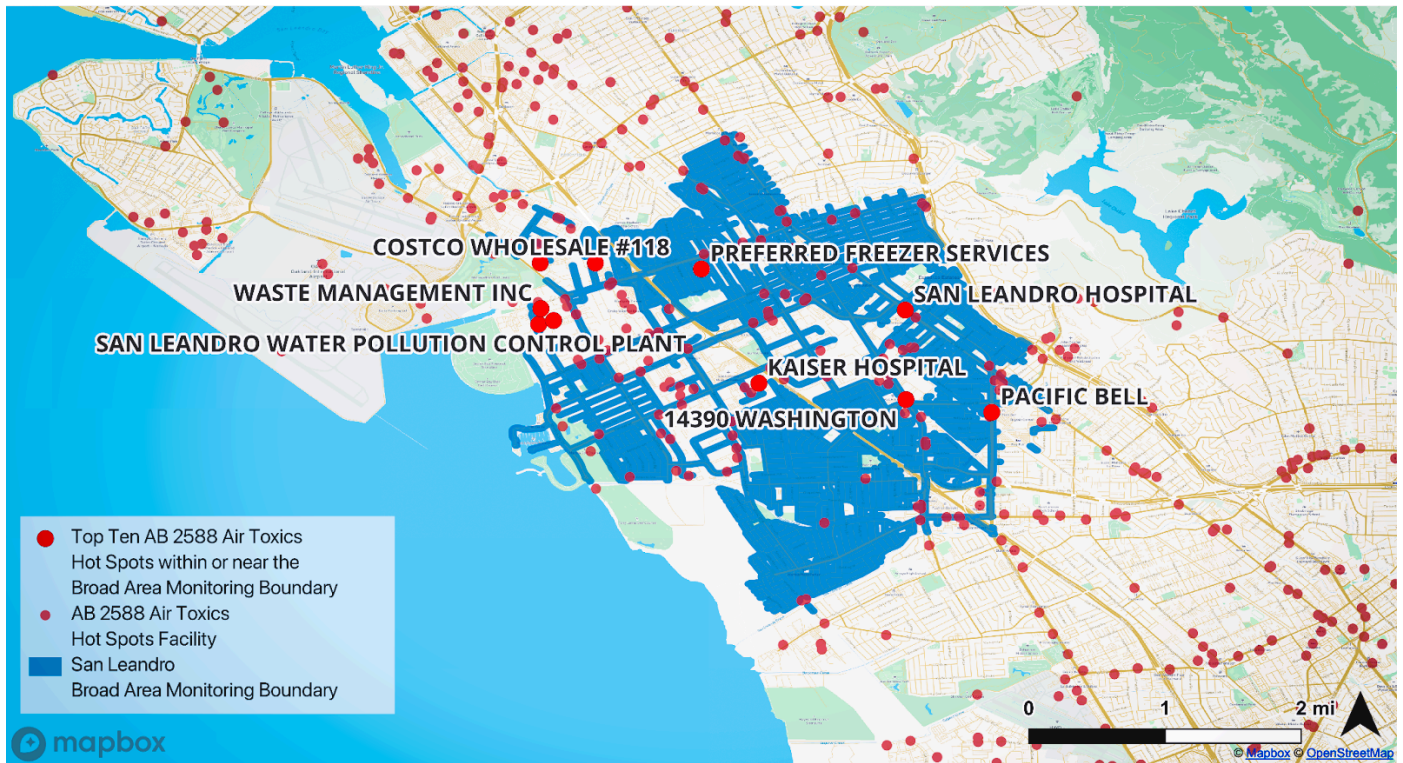 COSTCO WHOLESALE #118
PREFERRED FREEZER SERVICES
WASTE MANAGEMENT INC
SAN LEANDRO HOSPITAL
SAN LEANDRO WATER POLLUTION CONTROL PLANT
KAISER HOSPITAL
PACIFIC BELL
14390 WASHINGTON
Top Ten AB 2588 Air Toxics
Hot Spots within or near the
Broad Area Monitoring Boundary
AB 2588 Air Toxics
Hot Spots Facility
San Leandro
Broad Area Monitoring Boundary
0 1 2 mi
mapbox
© Mapbox © OpenStreetMap